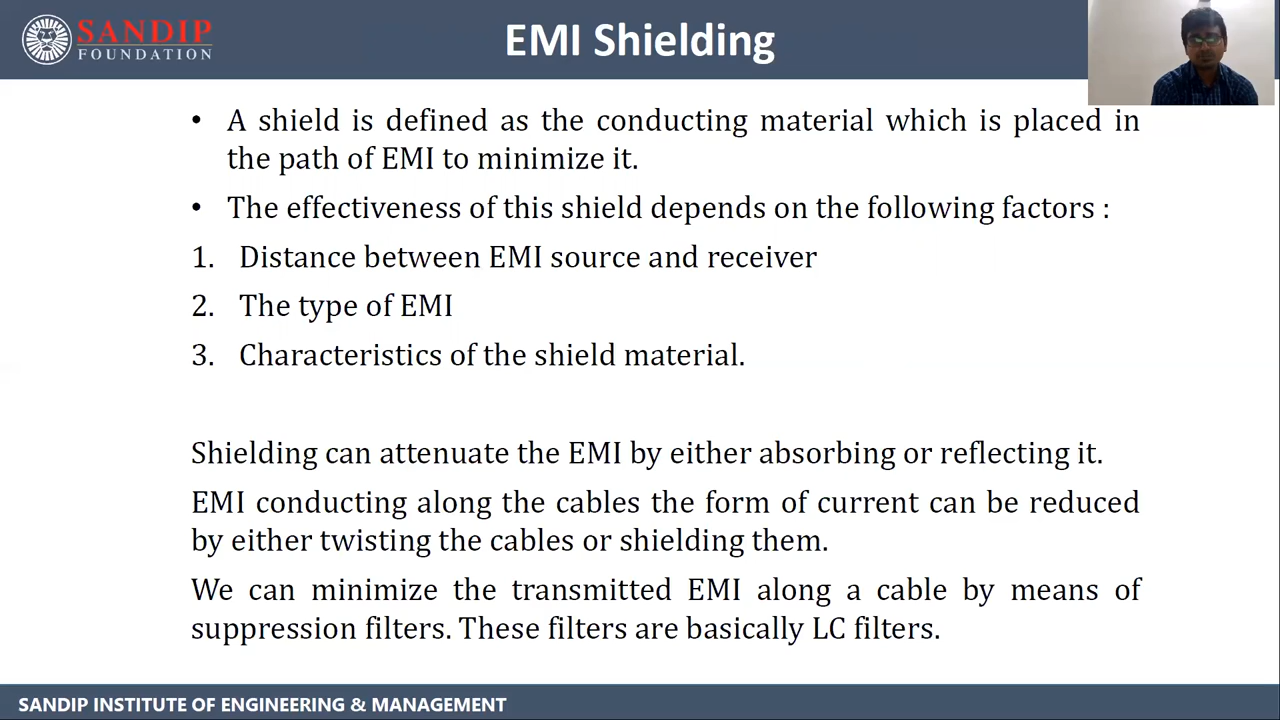 SANDIP
FOUNDATION
EMI Shielding
• A shield is defined as the conducting material which is placed in
the path of EMI to minimize it.
• The effectiveness of this shield depends on the following factors :
1. Distance between EMI source and receiver
2. The type of EMI
3. Characteristics of the shield material.
Shielding can attenuate the EMI by either absorbing or reflecting it.
EMI conducting along the cables the form of current can be reduced
by either twisting the cables or shielding them.
We can minimize the transmitted EMI along a cable by means of
suppression filters. These filters are basically LC filters.
SANDIP INSTITUTE OF ENGINEERING & MANAGEMENT